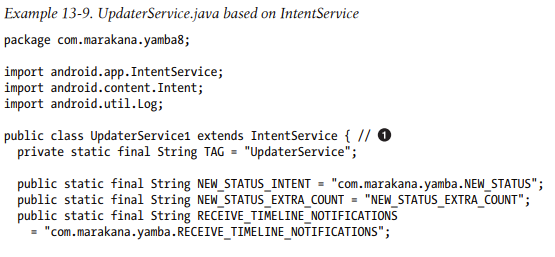 Example 13-9. UpdaterService.java based on IntentService
package com.marakana.yamba8;
import android.app.IntentService;
import android.content.Intent;
import android.util.Log;
public class UpdaterService1 extends IntentService { // ❶
private static final String TAG = "UpdaterService";
public static final String NEW_STATUS_INTENT = "com.marakana.yamba.NEW_STATUS";
public static final String NEW_STATUS_EXTRA_COUNT = "NEW_STATUS_EXTRA_COUNT";
public static final String RECEIVE_TIMELINE_NOTIFICATIONS
= "com.marakana.yamba.RECEIVE_TIMELINE_NOTIFICATIONS";